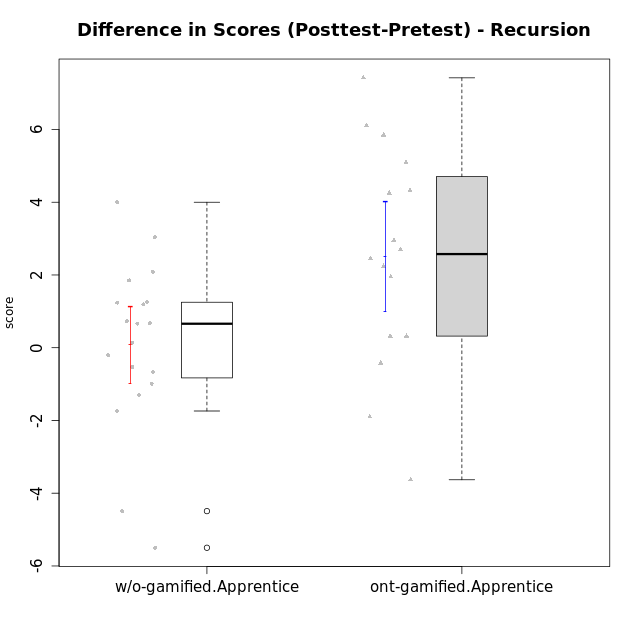 Difference in Scores (Posttest-Pretest) - Recursion
score
6
4
2
0
-2
-4
-6
w/o-gamified.Apprentice
ont-gamified.Apprentice